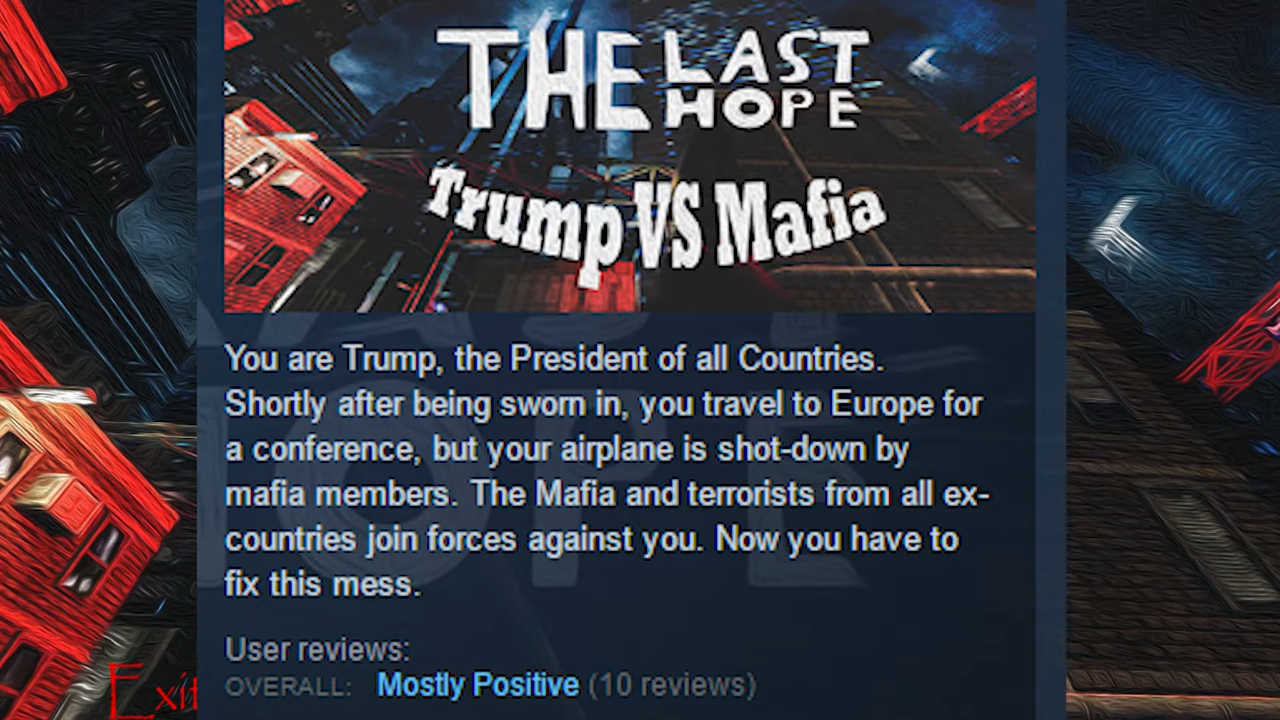 THE LAST
HOPE
Trump VS Mafia
You are Trump, the President of all Countries.
Shortly after being sworn in, you travel to Europe for
a conference, but your airplane is shot-down by
mafia members. The Mafia and terrorists from all ex-
countries join forces against you. Now you have to
fix this mess.
User reviews:
OVERALL: Mostly Positive (10 reviews)
Exit